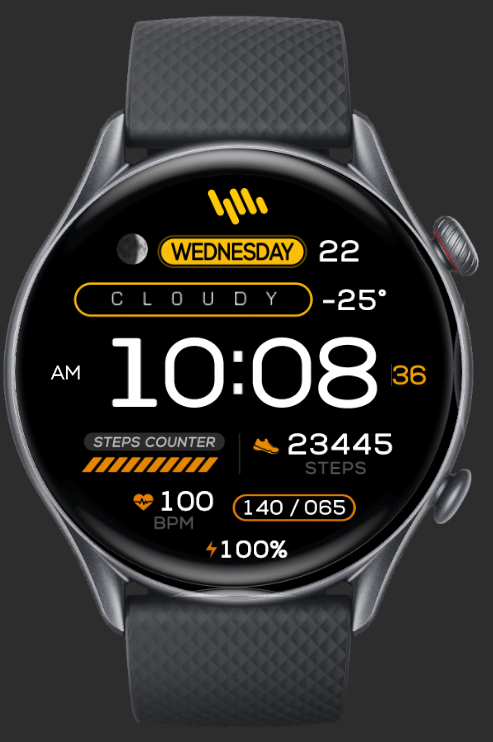 WEDNESDAY 22
CLOUDY -25°
AM 10:08 36
STEPS COUNTER 23445
STEPS
100 140 / 065
BPM
100%